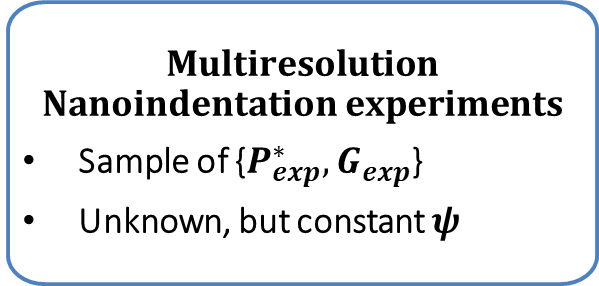 Multiresolution
Nanoindentation experiments
• Sample of {P*exp, Gexp}
• Unknown, but constant ψ